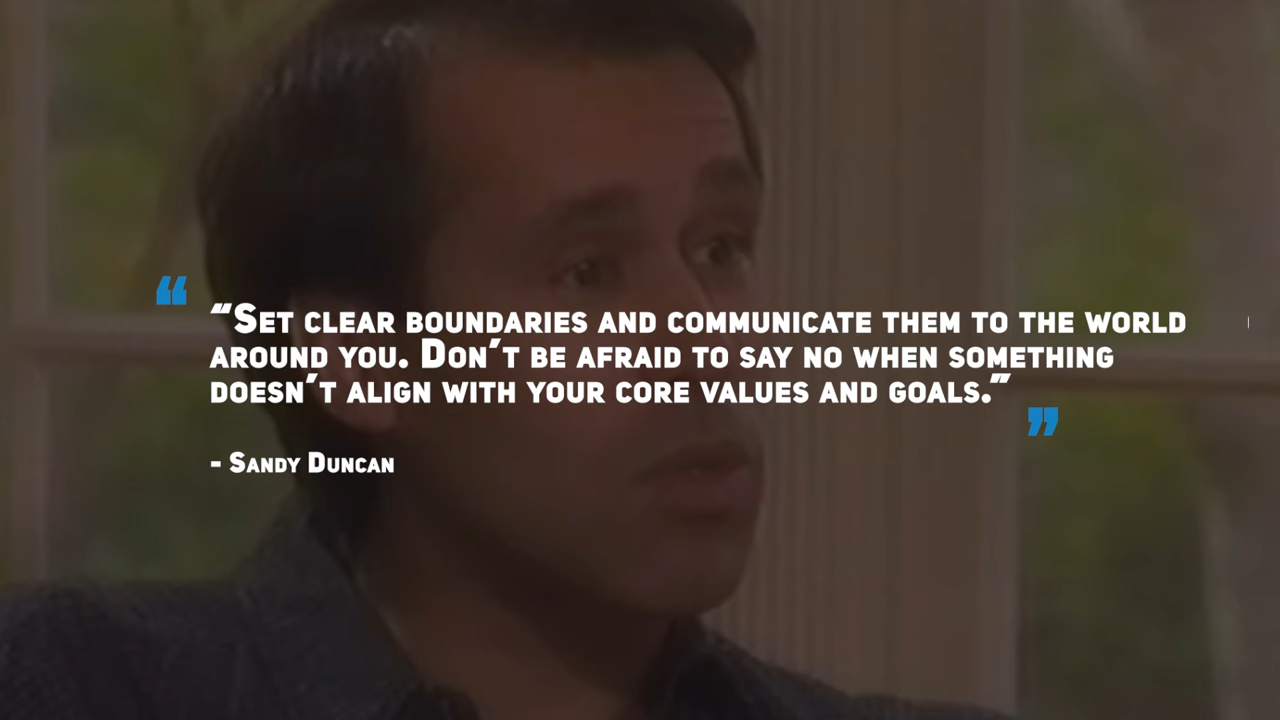 “Set clear boundaries and communicate them to the world
around you. Don't be afraid to say no when something
doesn't align with your core values and goals.”
- Sandy Duncan